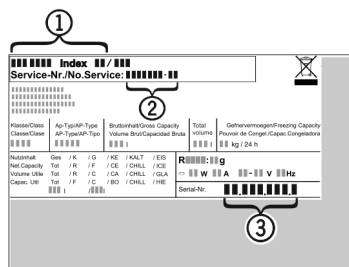 1
Index /
Service-Nr./No.Service: -
2
Klasse/Class Ap-Typ/AP-Type Bruttoinhalt/Gross Capacity Total Gefriervermoegen/Freezing Capacity
Classe/Clase AP-Type/AP-Tipo Volume Brut/Capacidad Bruta volume Pouvoir de Congel./Capac.Congeladora
l l kg / 24 h
Nutzinhalt Ges / K / G / KE / KALT / EIS
Net.Capacity Tot / R / F / CE / CHILL / ICE
Volume Utile Tot / R / C / CA / CHILL / GLA
Capac. Util Tot / F / C / BO / CHILL / HIE
l / l
R : g
W A - V Hz
Serial-Nr. . . .
3